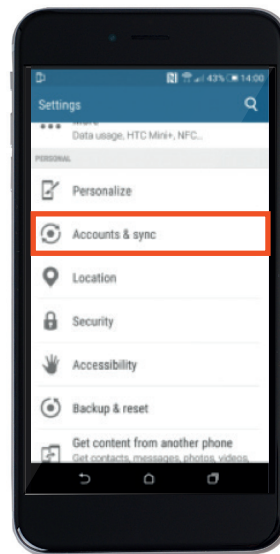 43% 14:00
Settings
More
Data usage, HTC Mini+, NFC...
PERSONAL
Personalize
Accounts & sync
Location
Security
Accessibility
Backup & reset
Get content from another phone
Get contacts, messages, photos, videos,